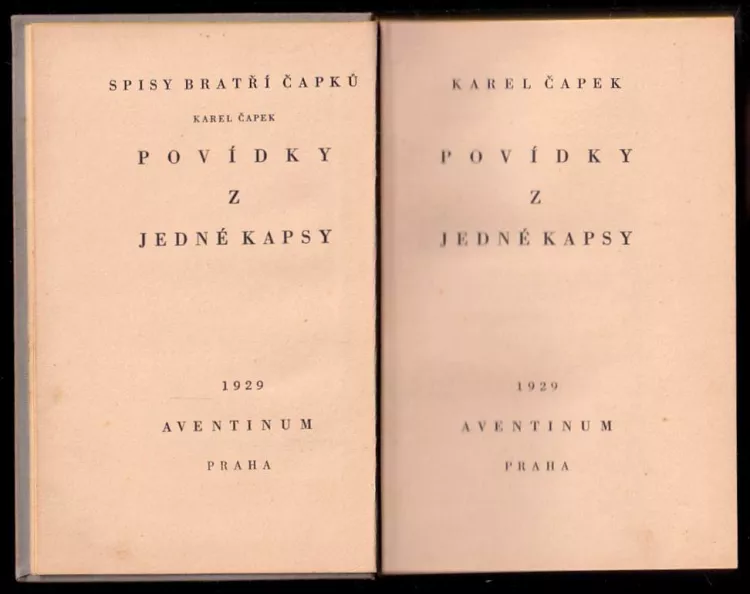 SPISY BRATŘÍ ČAPKŮ
KAREL ČAPEK
POVÍDKY
Z
JEDNÉ KAPSY
1929
AVENTINUM
PRAHA
KAREL ČAPEK
POVÍDKY
Z
JEDNÉ KAPSY
1929
AVENTINUM
PRAHA